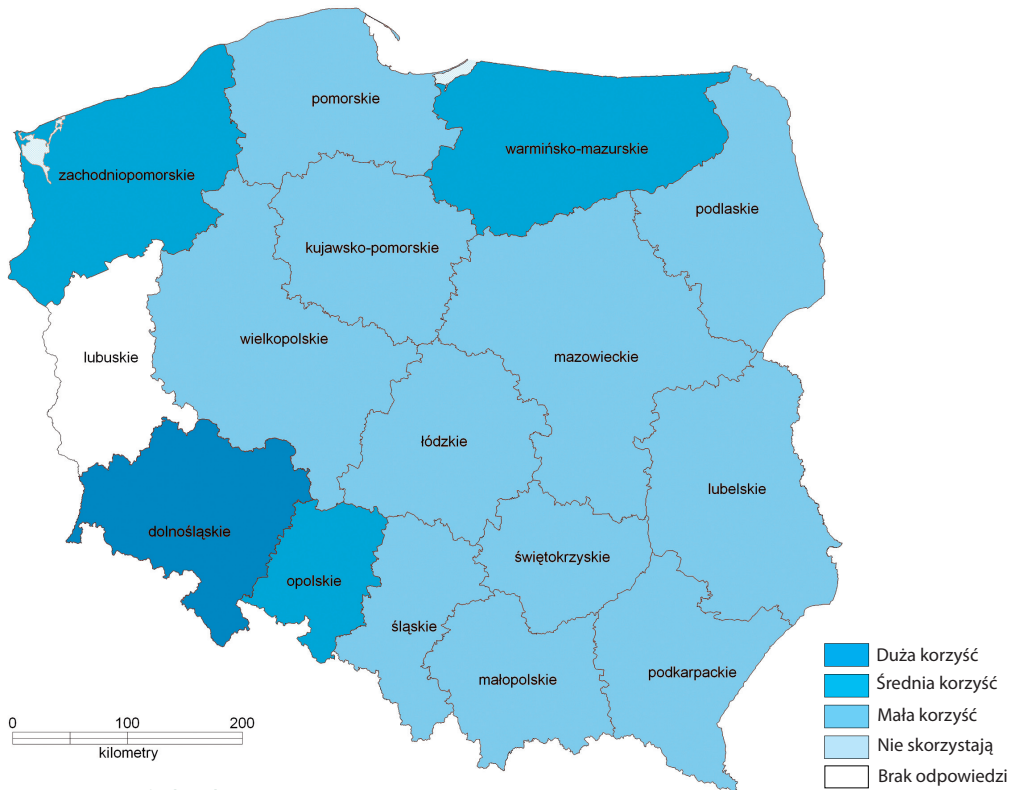 pomorskie
warmińsko-mazurskie
zachodniopomorskie
podlaskie
kujawsko-pomorskie
wielkopolskie
lubuskie
mazowieckie
łódzkie
lubelskie
dolnośląskie
świętokrzyskie
opolskie
śląskie
małopolskie
podkarpackie
0 100 200
kilometry
Duża korzyść
Średnia korzyść
Mała korzyść
Nie skorzystają
Brak odpowiedzi